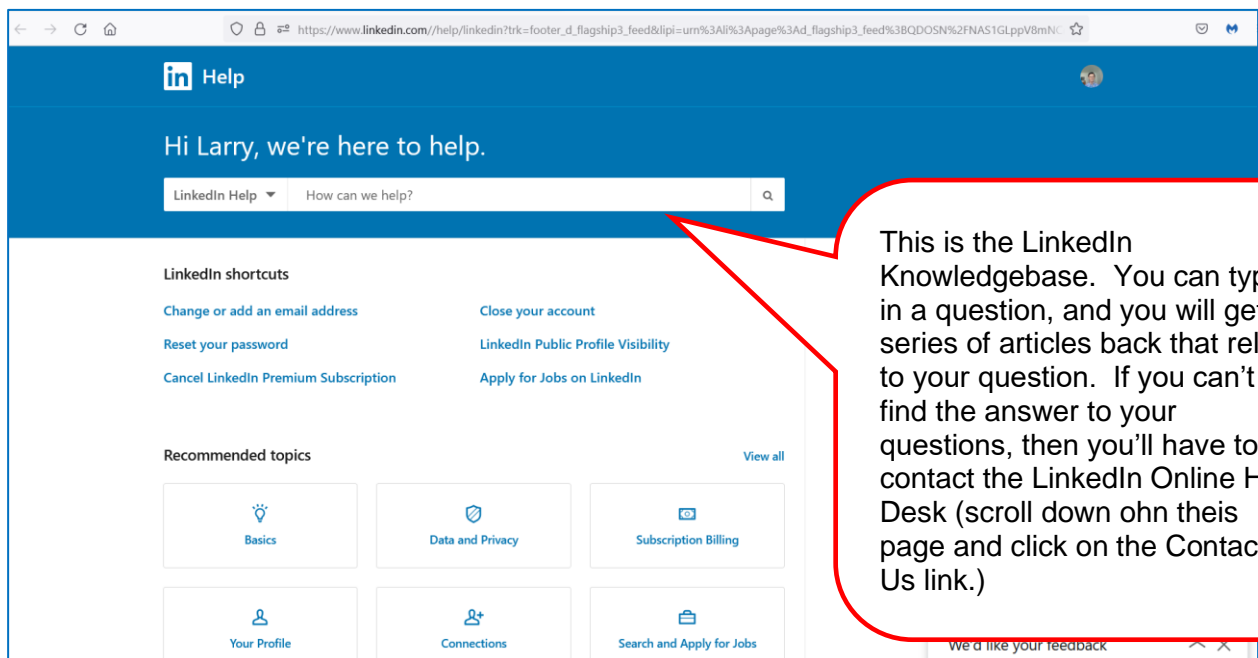 https://www.linkedin.com//help/linkedin?trk=footer_d_flagship3_feed&lipi=urn%3Ali%3Apage%3Ad_flagship3_feed%3BQDOSN%2FNAS1GLppV8mNC
in Help
Hi Larry, we're here to help.
LinkedIn Help How can we help?
LinkedIn shortcuts
Change or add an email address Close your account
Reset your password LinkedIn Public Profile Visibility
Cancel LinkedIn Premium Subscription Apply for Jobs on LinkedIn
Recommended topics View all
Basics Data and Privacy Subscription Billing
Your Profile Connections Search and Apply for Jobs
This is the LinkedIn
Knowledgebase. You can typ
in a question, and you will get
series of articles back that rel
to your question. If you can't
find the answer to your
questions, then you'll have to
contact the LinkedIn Online H
Desk (scroll down ohn theis
page and click on the Contac
Us link.)
We'd like your feedback